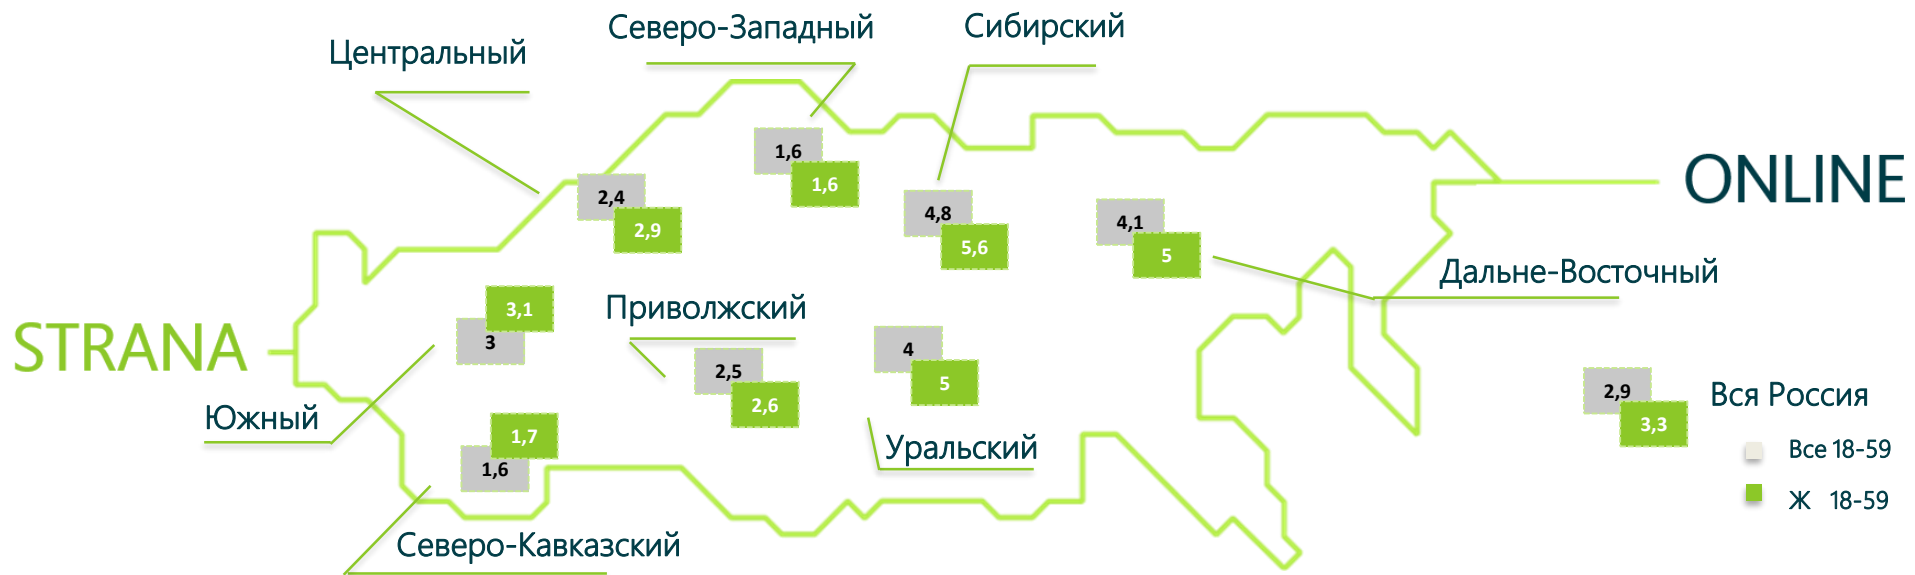 Северо-Западный
Сибирский
Центральный
1,6
1,6
2,4
2,9
4,8
5,6
4,1
5
ONLINE
Дальне-Восточный
3,1
3
Приволжский
STRANA
2,5
2,6
4
5
2,9
3,3
Вся Россия
Южный
1,7
1,6
Уральский
Все 18-59
Ж 18-59
Северо-Кавказский